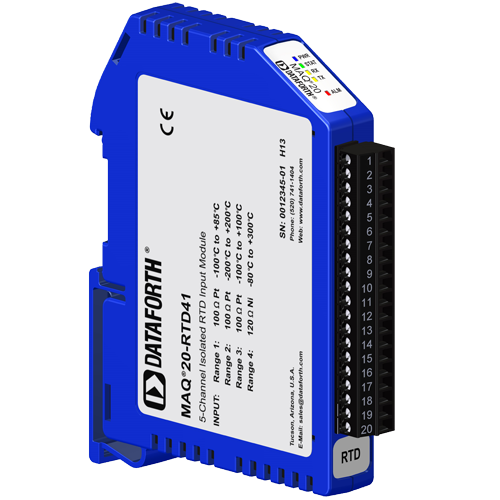 PWR
STAT
RX
TX
DATAFORTH®
MAQ®20
ALM
CE
DATAFORTH®
MAQ®20-RTD41
5-Channel Isolated RTD Input Module
INPUT:
Range 1: 100 Ω Pt -100°C to +85°C
Range 2: 100 Ω Pt -200°C to +200°C
Range 3: 100 Ω Pt -100°C to +100°C
Range 4: 120 Ω Ni -80°C to +300°C
Tucson, Arizona, U.S.A.
E-Mail: sales@dataforth.com
SN: 0012345-01 H13
Phone: (520) 741-1404
Web: www.dataforth.com
1
2
3
4
5
6
7
8
9
10
11
12
13
14
15
16
17
18
19
20
RTD